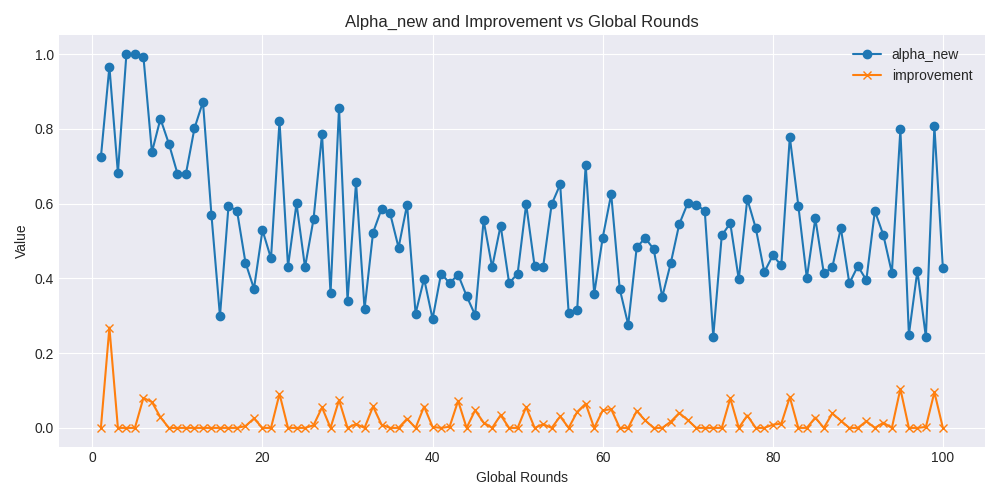 Alpha_new and Improvement vs Global Rounds
alpha_new
improvement
Value
1.0
0.8
0.6
0.4
0.2
0.0
0
20
40
60
80
100
Global Rounds